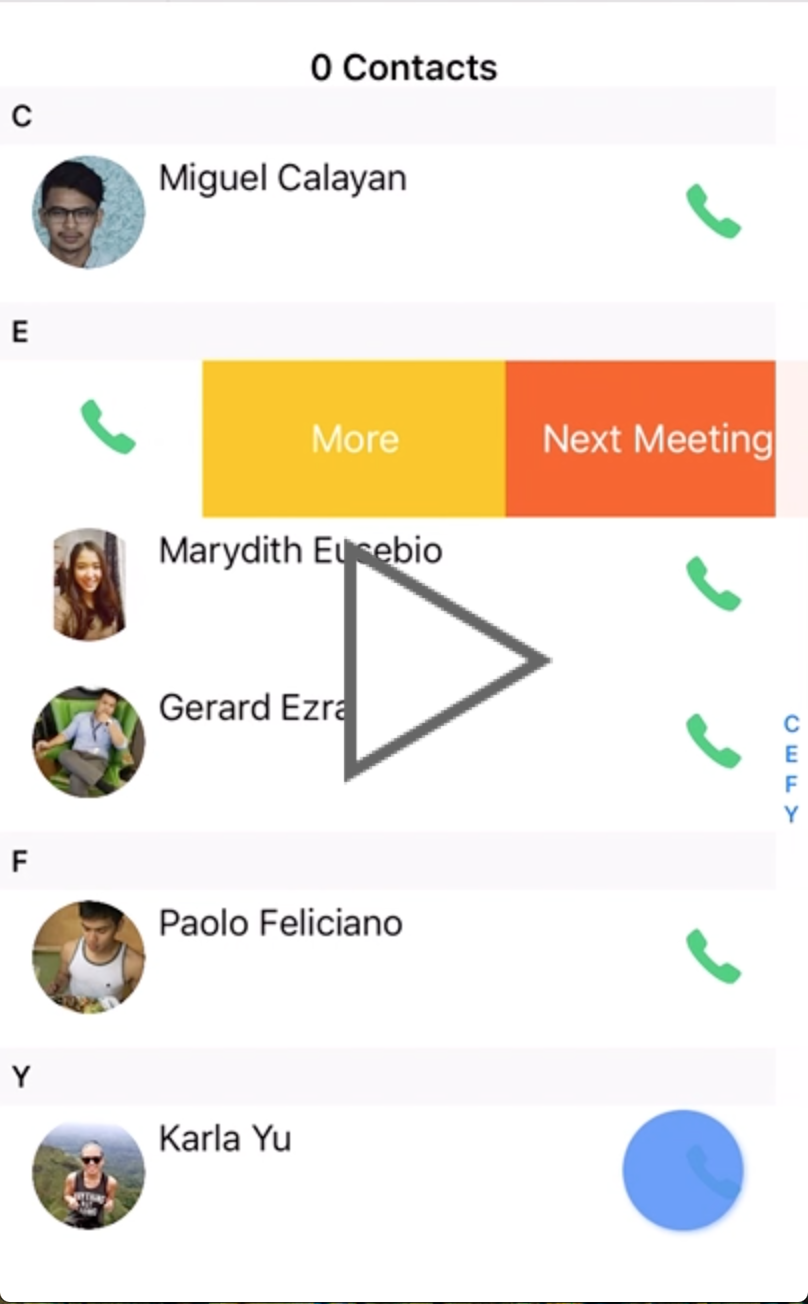 0 Contacts
C
Miguel Calayan
E
More
Next Meeting
Marydith Eusebio
Gerard Ezra
C
E
F
Y
F
Paolo Feliciano
Y
Karla Yu